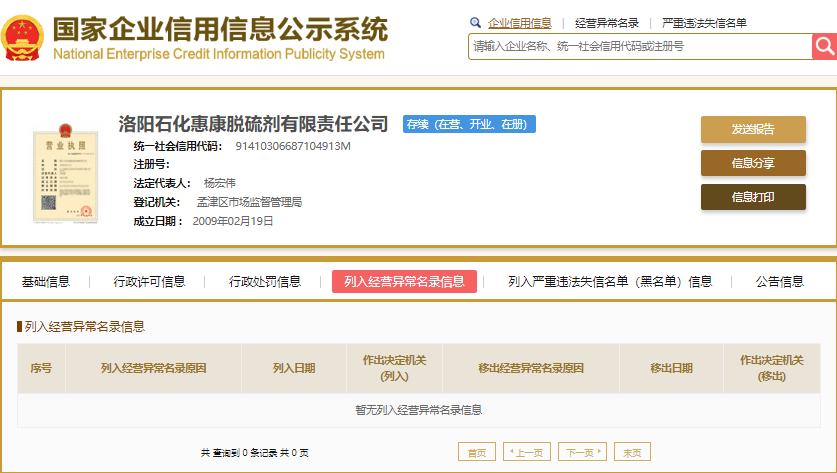 国家企业信用信息公示系统
National Enterprise Credit Information Publicity System
企业信用信息 | 经营异常名录 | 严重违法失信名单
请输入企业名称、统一社会信用代码或注册号
营业执照
洛阳石化惠康脱硫剂有限责任公司 存续（在营、开业、在册）
统一社会信用代码： 91410306687104913M
注册号：
法定代表人： 杨宏伟
登记机关： 孟津区市场监督管理局
成立日期： 2009年02月19日
发送报告
信息分享
信息打印
基础信息 | 行政许可信息 | 行政处罚信息 | 列入经营异常名录信息 | 列入严重违法失信名单（黑名单）信息 | 公告信息
列入经营异常名录信息
序号 列入经营异常名录原因 列入日期 作出决定机关(列入) 移出经营异常名录原因 移出日期 作出决定机关(移出)
暂无列入经营异常名录信息
共 查询到 0 条记录 共 0 页 首页 上一页 下一页 末页